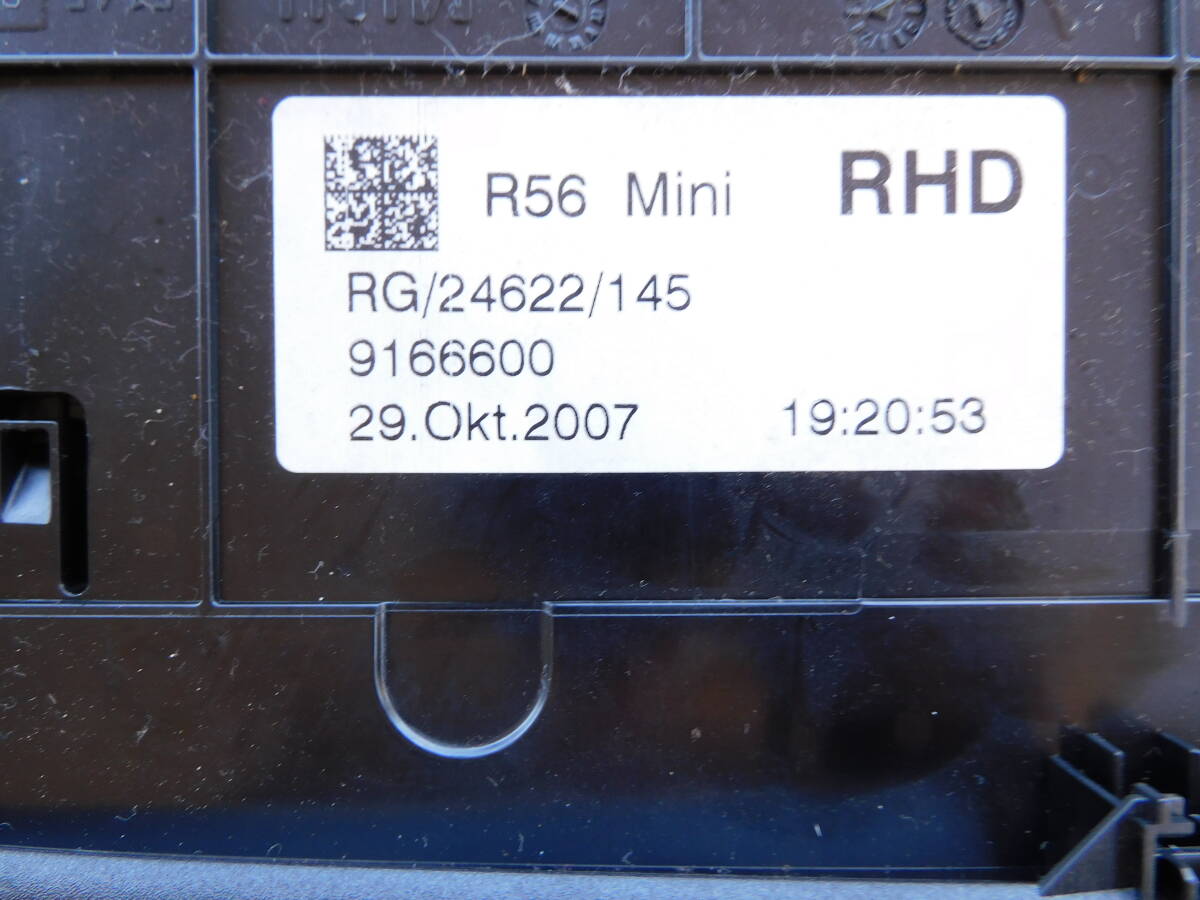 R56 Mini RHD
RG/24622/145
9166600
29.Okt.2007 19:20:53